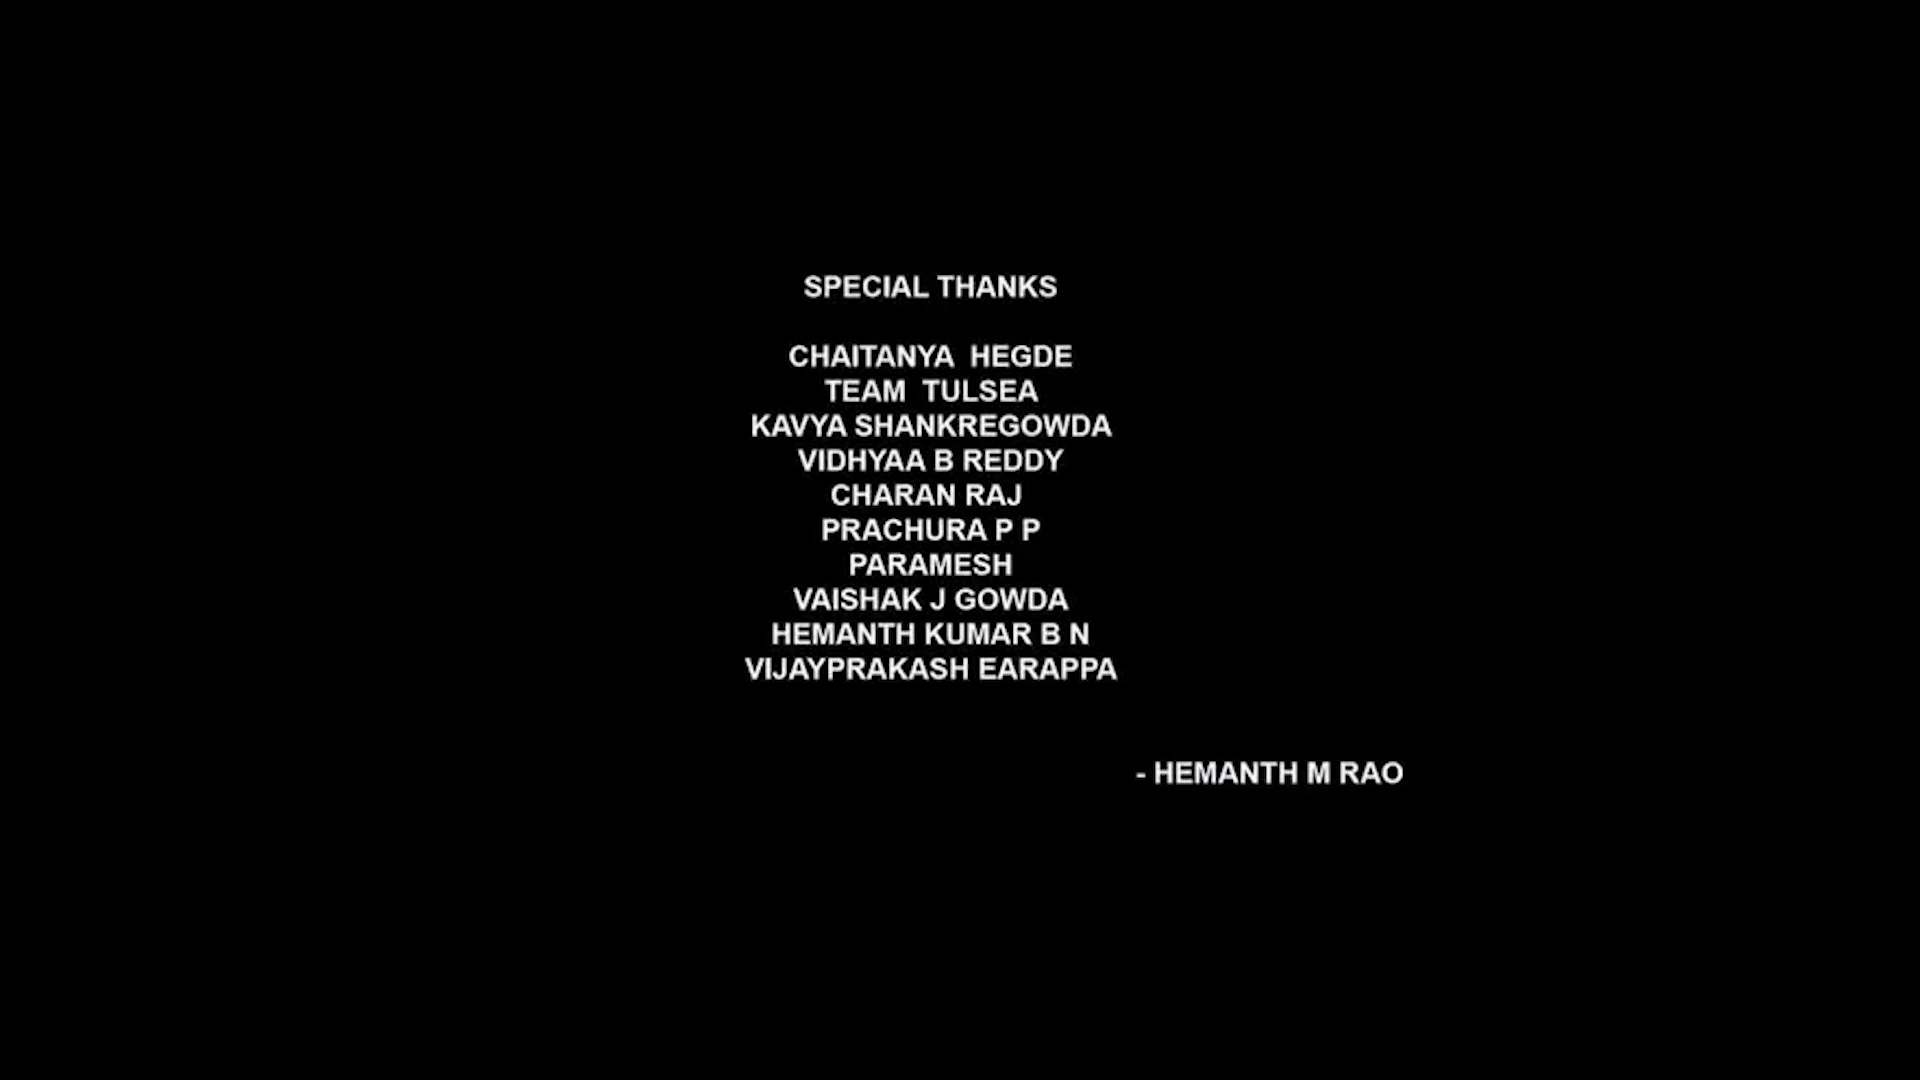 SPECIAL THANKS
CHAITANYA  HEGDE
TEAM  TULSEA
KAVYA SHANKREGOWDA
VIDHYAA B REDDY
CHARAN RAJ
PRACHURA P P
PARAMESH
VAISHAK J GOWDA
HEMANTH KUMAR B N
VIJAYPRAKASH EARAPPA
- HEMANTH M RAO